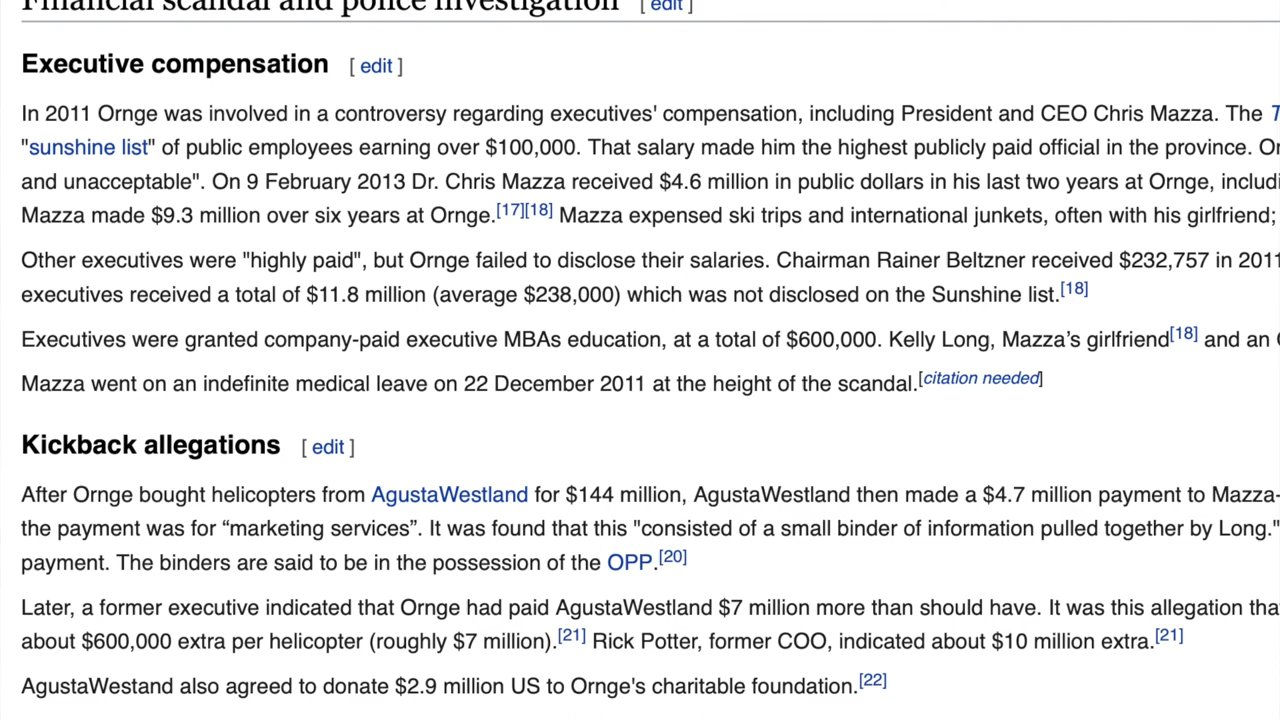 Financial scandal and police investigation [ edit ]
Executive compensation [ edit ]
In 2011 Ornge was involved in a controversy regarding executives' compensation, including President and CEO Chris Mazza. The
"sunshine list" of public employees earning over $100,000. That salary made him the highest publicly paid official in the province.
and unacceptable". On 9 February 2013 Dr. Chris Mazza received $4.6 million in public dollars in his last two years at Ornge,
Mazza made $9.3 million over six years at Ornge.[17][18] Mazza expensed ski trips and international junkets, often with his girlfriend;
Other executives were "highly paid", but Ornge failed to disclose their salaries. Chairman Rainer Beltzner received $232,757 in 2011
executives received a total of $11.8 million (average $238,000) which was not disclosed on the Sunshine list.[18]
Executives were granted company-paid executive MBAs education, at a total of $600,000. Kelly Long, Mazza’s girlfriend[18] and an
Mazza went on an indefinite medical leave on 22 December 2011 at the height of the scandal.[citation needed]
Kickback allegations [ edit ]
After Ornge bought helicopters from AgustaWestland for $144 million, AgustaWestland then made a $4.7 million payment to Mazza-
the payment was for “marketing services”. It was found that this "consisted of a small binder of information pulled together by Long."
payment. The binders are said to be in the possession of the OPP.[20]
Later, a former executive indicated that Ornge had paid AgustaWestland $7 million more than should have. It was this allegation
about $600,000 extra per helicopter (roughly $7 million).[21] Rick Potter, former COO, indicated about $10 million extra.[21]
AgustaWestand also agreed to donate $2.9 million US to Ornge's charitable foundation.[22]